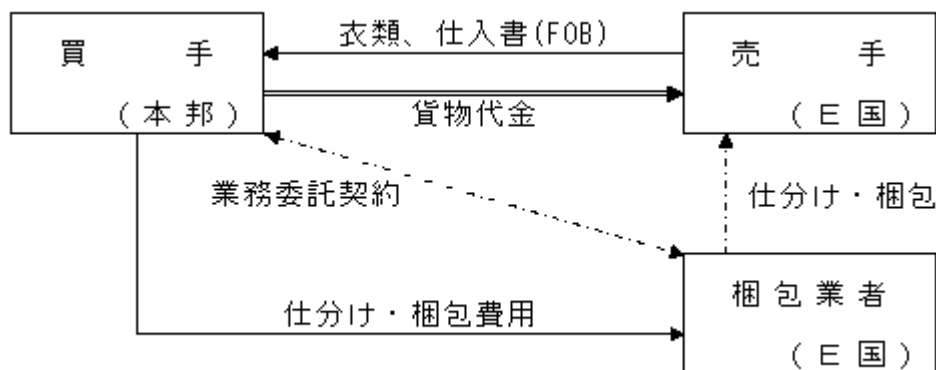 衣類、仕入書(FOB)
買手
(本邦)
売手
(E国)
貨物代金
業務委託契約
仕分け・梱包
梱包業者
(E国)
仕分け・梱包費用